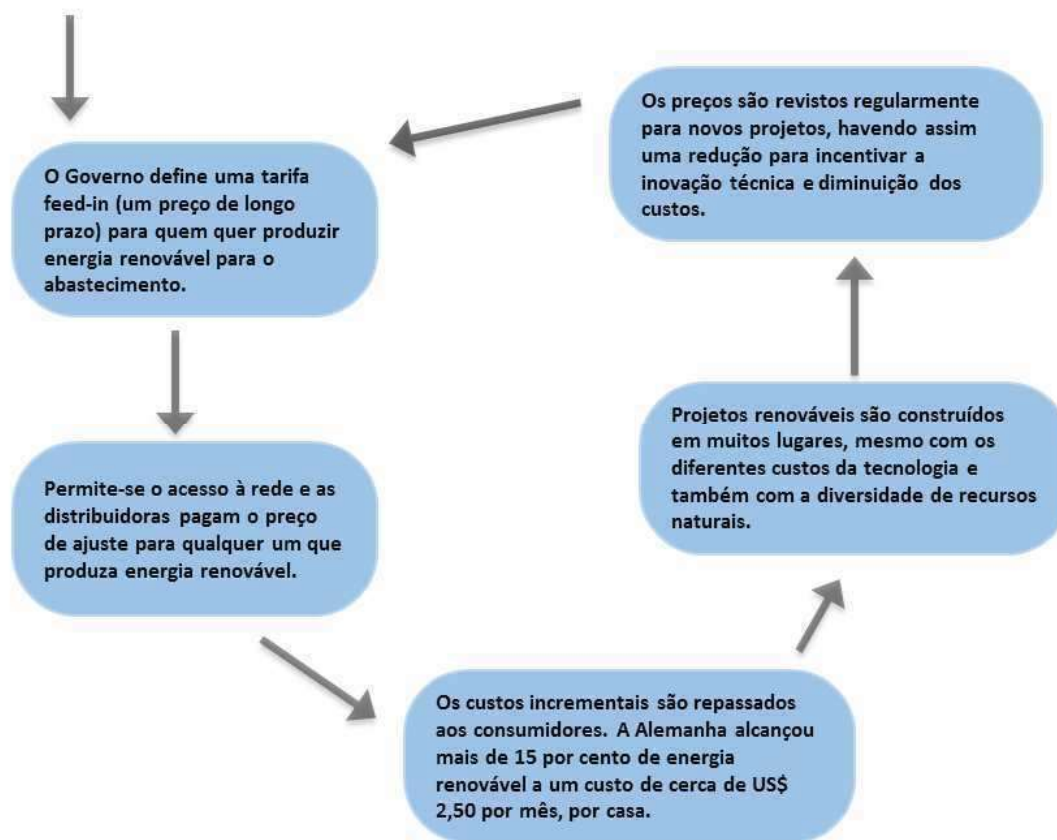 O Governo define uma tarifa
feed-in (um preço de longo
prazo) para quem quer produzir
energia renovável para o
abastecimento.
Permite-se o acesso à rede e as
distribuidoras pagam o preço
de ajuste para qualquer um que
produza energia renovável.
Os custos incrementais são repassados
aos consumidores. A Alemanha alcançou
mais de 15 por cento de energia
renovável a um custo de cerca de US$
2,50 por mês, por casa.
Projetos renováveis são construídos
em muitos lugares, mesmo com os
diferentes custos da tecnologia e
também com a diversidade de recursos
naturais.
Os preços são revistos regularmente
para novos projetos, havendo assim
uma redução para incentivar a
inovação técnica e diminuição dos
custos.